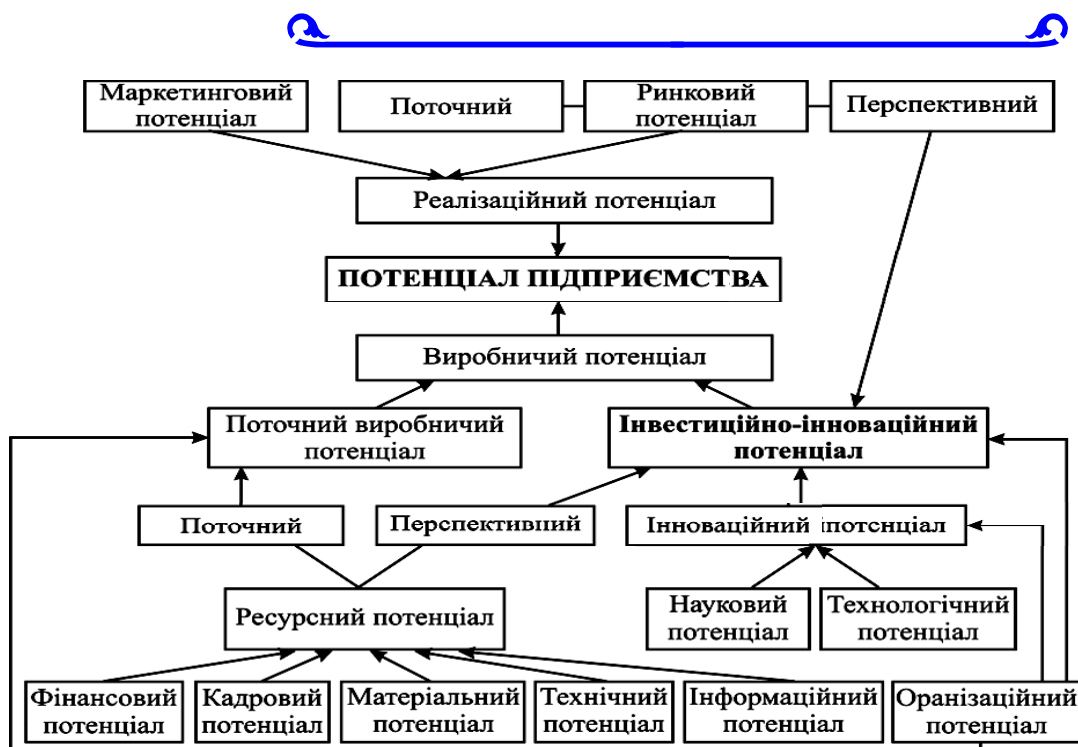 Маркетинговий
потенціал
Поточний
Ринковий
потенціал
Перспективний
Реалізаційний потенціал
ПОТЕНЦІАЛ ПІДПРИЄМСТВА
Виробничий потенціал
Поточний виробничий
потенціал
Інвестиційно-інноваційний
потенціал
Поточний
Перспективний
Інноваційний потенціал
Ресурсний потенціал
Науковий
потенціал
Технологічний
потенціал
Фінансовий
потенціал
Кадровий
потенціал
Матеріальний
потенціал
Технічний
потенціал
Інформаційний
потенціал
Оранізаційний
потенціал